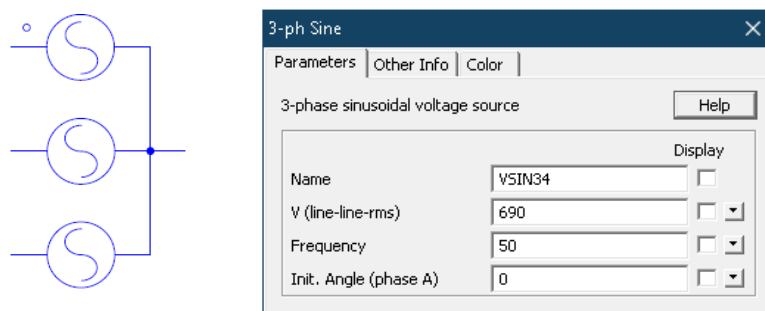 3-ph Sine
Parameters Other Info Color
3-phase sinusoidal voltage source Help
Display
Name VSIN34
V (line-line-rms) 690
Frequency 50
Init. Angle (phase A) 0